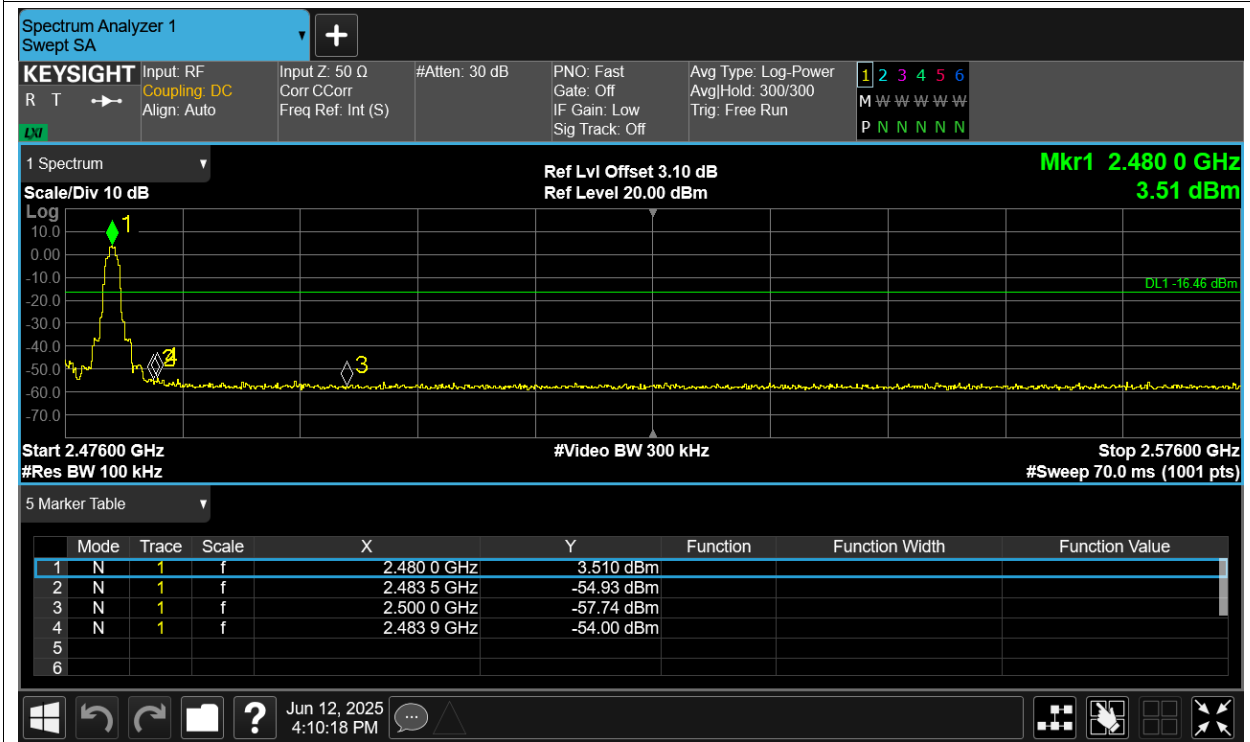 Spectrum Analyzer 1
Swept SA
+
KEYSIGHT Input: RF Input Z: 50 Ω #Atten: 30 dB PNO: Fast Avg Type: Log-Power 1 2 3 4 5 6
R T Coupling: DC Corr CCorr Gate: Off Avg|Hold: 300/300 M W W W W W
Align: Auto Freq Ref: Int (S) IF Gain: Low Trig: Free Run
LXI Sig Track: Off P N N N N N
1 Spectrum Ref Lvl Offset 3.10 dB Mkr1 2.480 0 GHz
Scale/Div 10 dB Ref Level 20.00 dBm 3.51 dBm
Log
1
10.0
0.00
-10.0
DL1 -16.46 dBm
-20.0
-30.0
-40.0
3
-50.0
-60.0
-70.0
Start 2.47600 GHz #Video BW 300 kHz Stop 2.57600 GHz
#Res BW 100 kHz #Sweep 70.0 ms (1001 pts)
5 Marker Table
Mode Trace Scale X Y Function Function Width Function Value
1 N 1 f 2.480 0 GHz 3.510 dBm
2 N 1 f 2.483 5 GHz -54.93 dBm
3 N 1 f 2.500 0 GHz -57.74 dBm
4 N 1 f 2.483 9 GHz -54.00 dBm
5
6
? Jun 12, 2025
4:10:18 PM